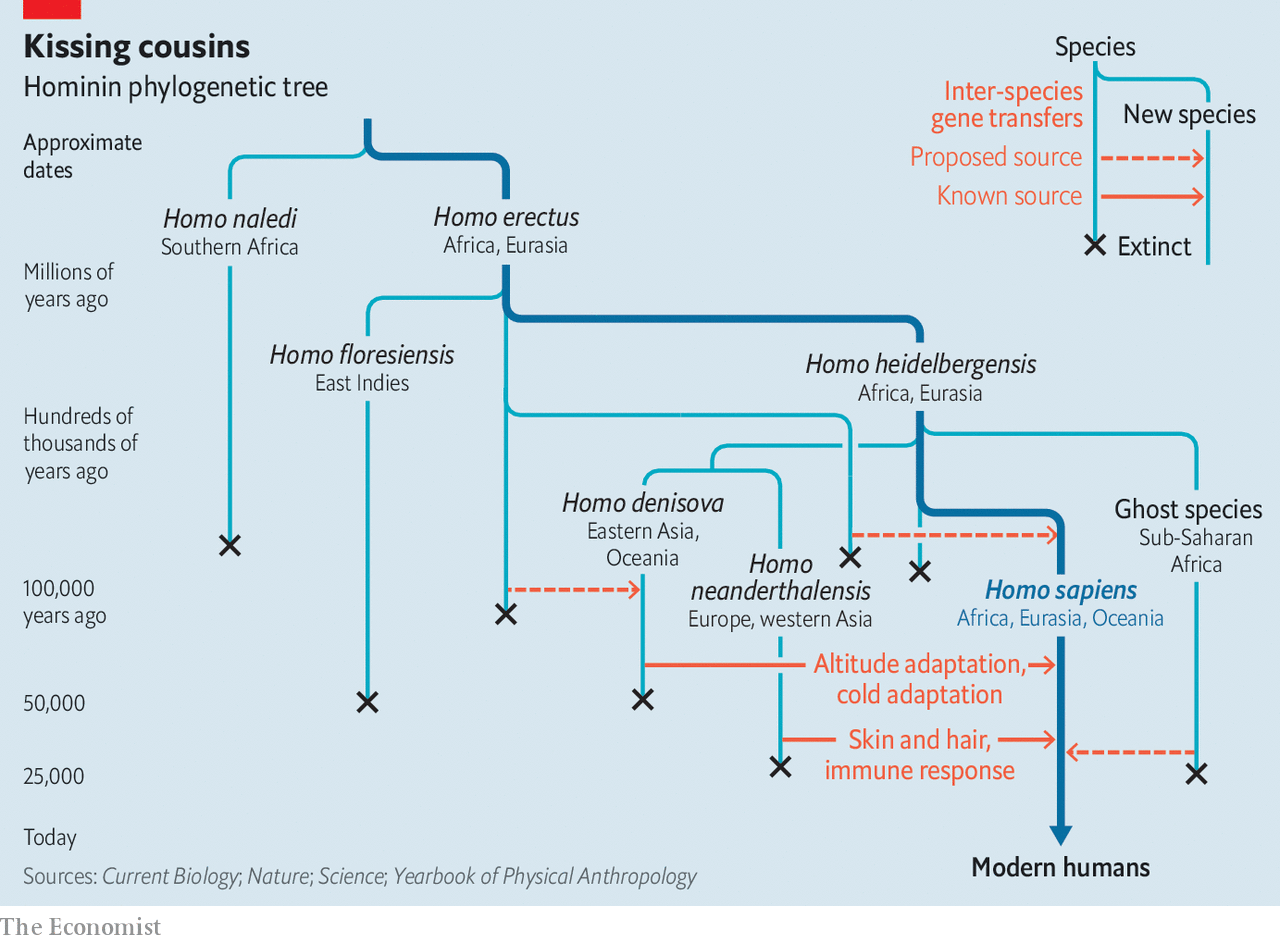 Kissing cousins
Hominin phylogenetic tree
Species
Inter-species
gene transfers
New species
Proposed source
Known source
Extinct
Approximate
dates
Homo naledi
Southern Africa
Homo erectus
Africa, Eurasia
Millions of
years ago
Homo floresiensis
East Indies
Homo heidelbergensis
Africa, Eurasia
Hundreds of
thousands of
years ago
Homo denisova
Eastern Asia,
Oceania
Ghost species
Sub-Saharan
Africa
Homo
neanderthalensis
Europe, western Asia
Homo sapiens
Africa, Eurasia, Oceania
100,000
years ago
Altitude adaptation,
cold adaptation
50,000
Skin and hair,
immune response
25,000
Today
Modern humans
Sources: Current Biology; Nature; Science; Yearbook of Physical Anthropology
The Economist